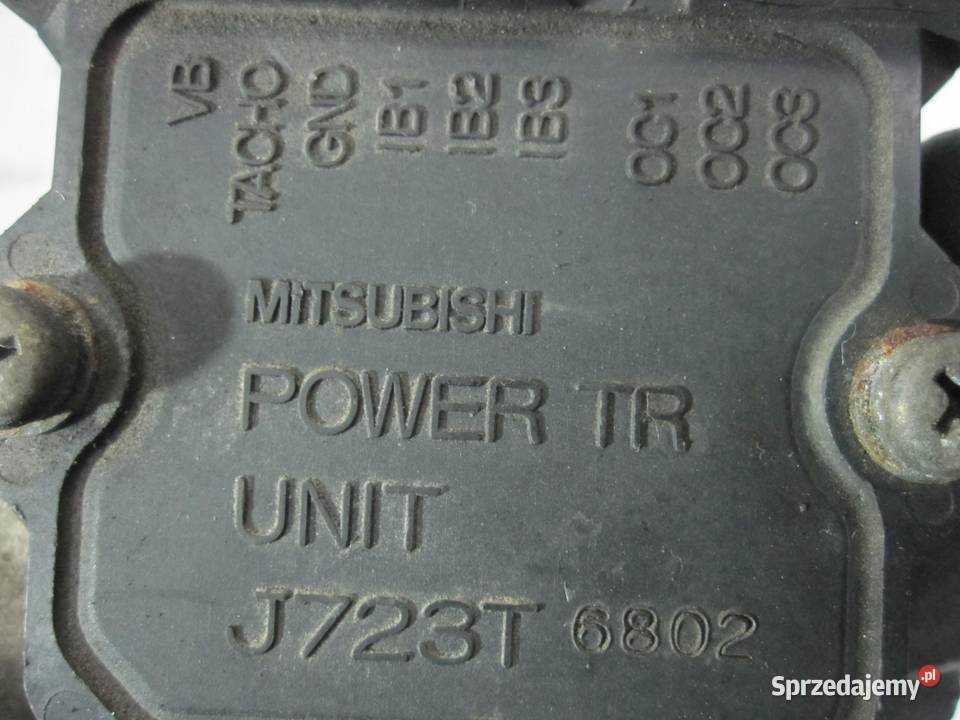 VB TACHO GND IB1 IB2 IB3 OC1 OC2 OC3
MITSUBISHI
POWER TR
UNIT
J723T 6802
Sprzedajemy.pl